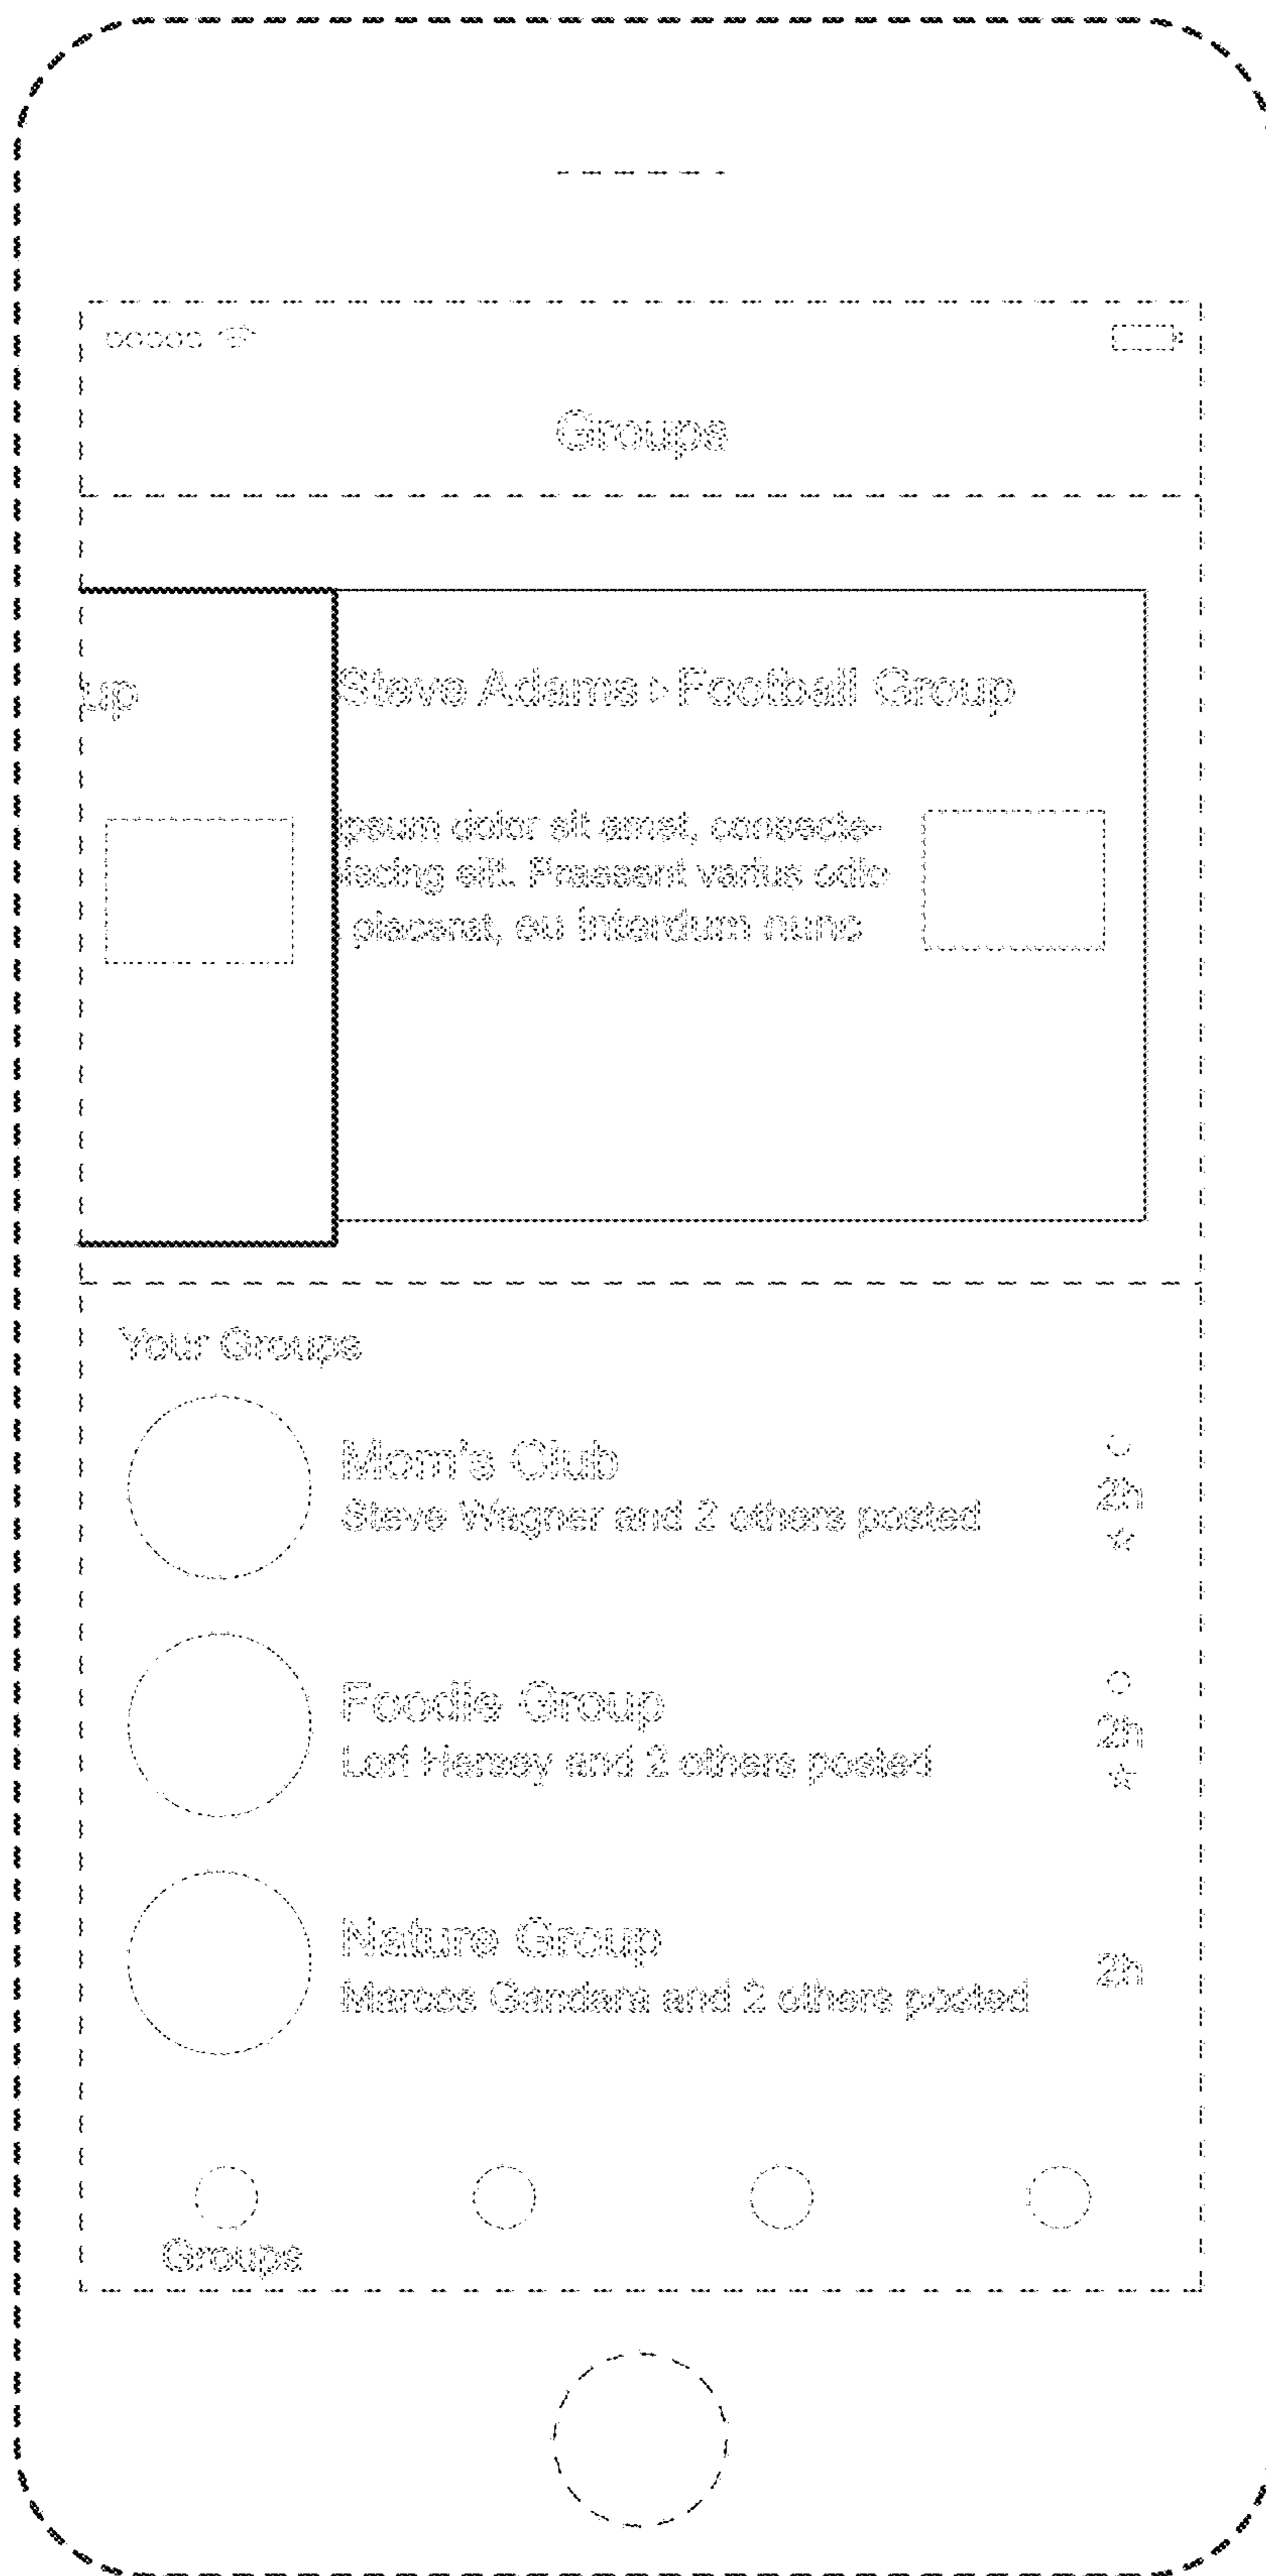 Groups
up
Steve Adams ▹ Football Group
ipsum dolor sit amet, consecte-
iscing elit. Praesent varius odio
placerat, eu interdum nunc
Your Groups
Mom's Club
Steve Wagner and 2 others posted
2h
Foodie Group
Lori Hersey and 2 others posted
2h
Nature Group
Marcos Gandara and 2 others posted
2h
Groups